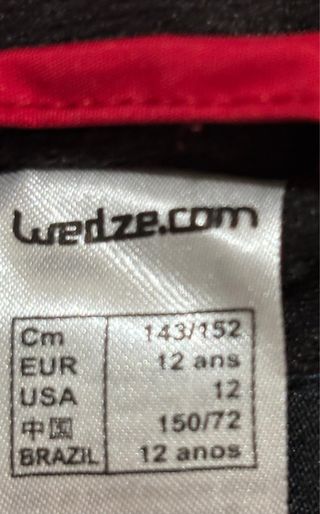 wedze.com
Cm 143/152
EUR 12 ans
USA 12
中国 150/72
BRAZIL 12 anos